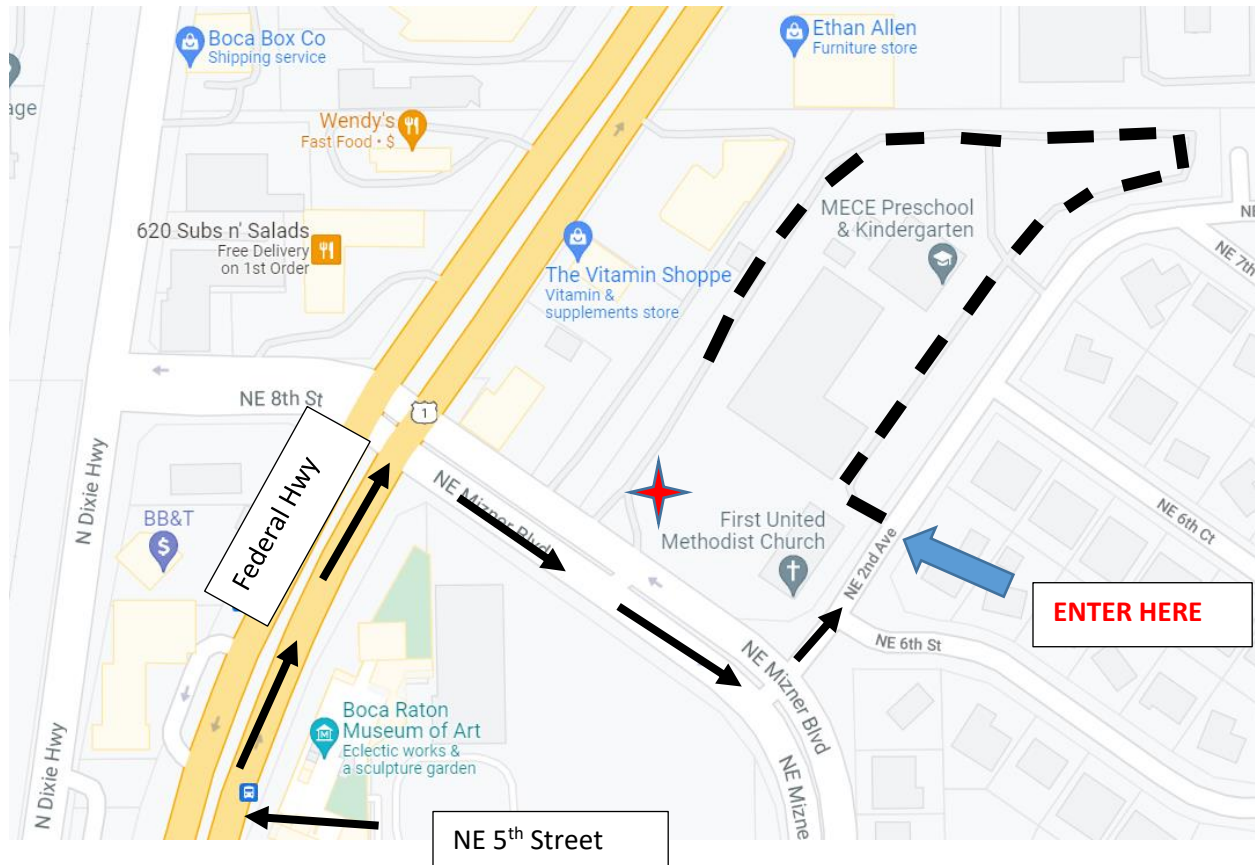 Boca Box Co
Shipping service
Ethan Allen
Furniture store
age
Wendy's
Fast Food • $
620 Subs n' Salads
Free Delivery
on 1st Order
MECE Preschool
& Kindergarten
The Vitamin Shoppe
Vitamin &
supplements store
NE 7th
NE 8th St
1
Federal Hwy
N Dixie Hwy
NE Mizner Blvd
BB&T
First United
Methodist Church
NE 2nd Ave
NE 6th Ct
ENTER HERE
NE 6th St
NE Mizner Blvd
Boca Raton
Museum of Art
Eclectic works &
a sculpture garden
N Dixie Hwy
NE Mizne
NE 5th Street